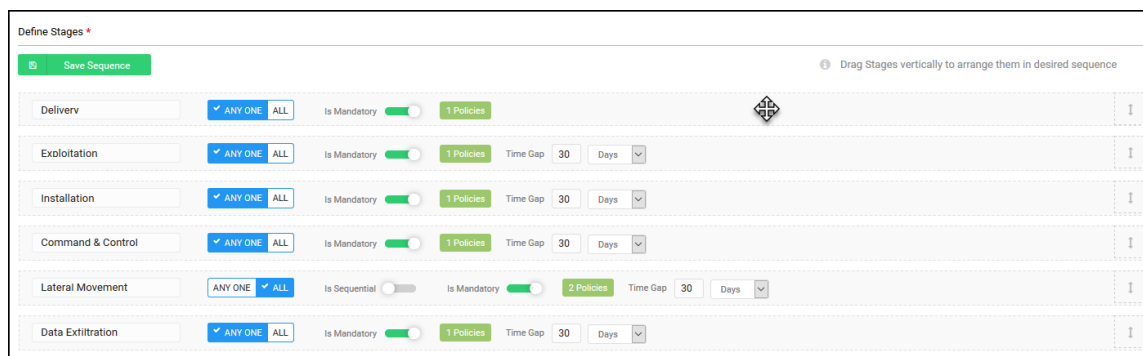 Define Stages *
Save Sequence
Drag Stages vertically to arrange them in desired sequence
Delivery ANY ONE ALL Is Mandatory 1 Policies
Exploitation ANY ONE ALL Is Mandatory 1 Policies Time Gap 30 Days
Installation ANY ONE ALL Is Mandatory 1 Policies Time Gap 30 Days
Command & Control ANY ONE ALL Is Mandatory 1 Policies Time Gap 30 Days
Lateral Movement ANY ONE ALL Is Sequential Is Mandatory 2 Policies Time Gap 30 Days
Data Exfiltration ANY ONE ALL Is Mandatory 1 Policies Time Gap 30 Days